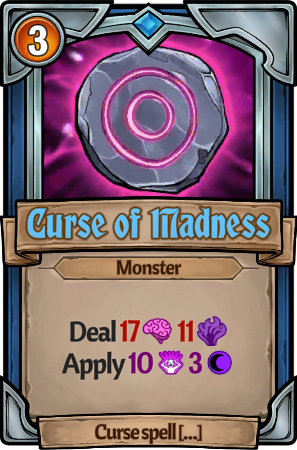 3
Curse of Madness
Monster
Deal 17 11
Apply 10 3
Curse spell [...]